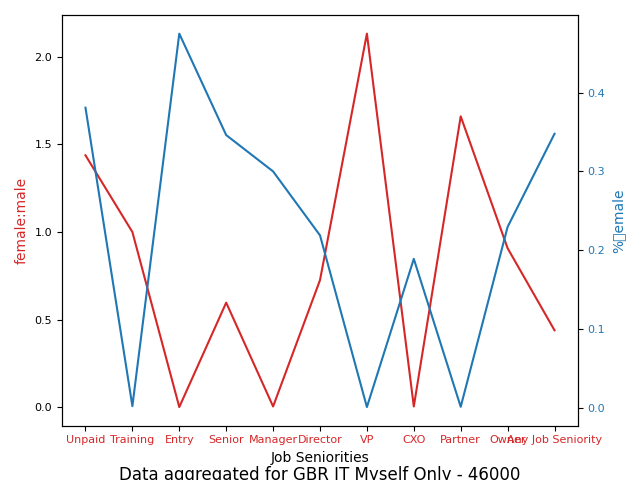 2.0
1.5
1.0
0.5
0.0
female:male
0.4
0.3
0.2
0.1
0.0
Unpaid Training Entry Senior Manager Director VP CXO Partner Owner Any Job Seniority
Job Seniorities
Data aggregated for GBR IT Myself Only - 46000